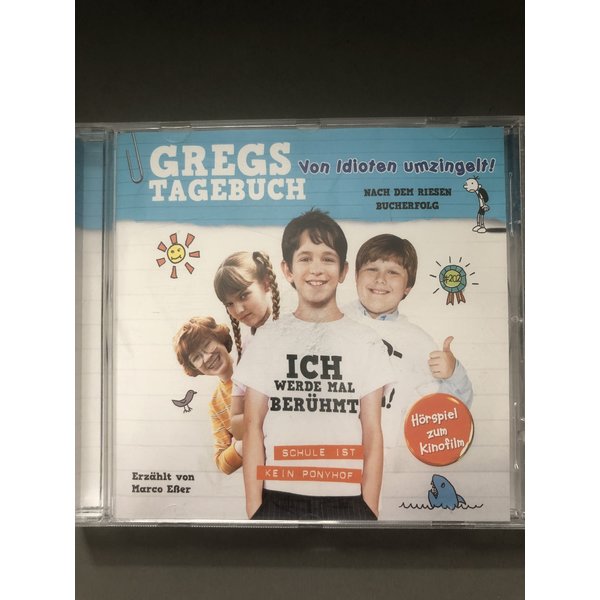 GREGS
TAGEBUCH
Von Idioten umzingelt!
NACH DEM RIESEN
BUCHERFOLG
ICH
WERDE MAL
BERÜHMT!
SCHULE IST
KEIN PONYHOF
Hörspiel
zum
Kinofilm
Erzählt von
Marco Eßer